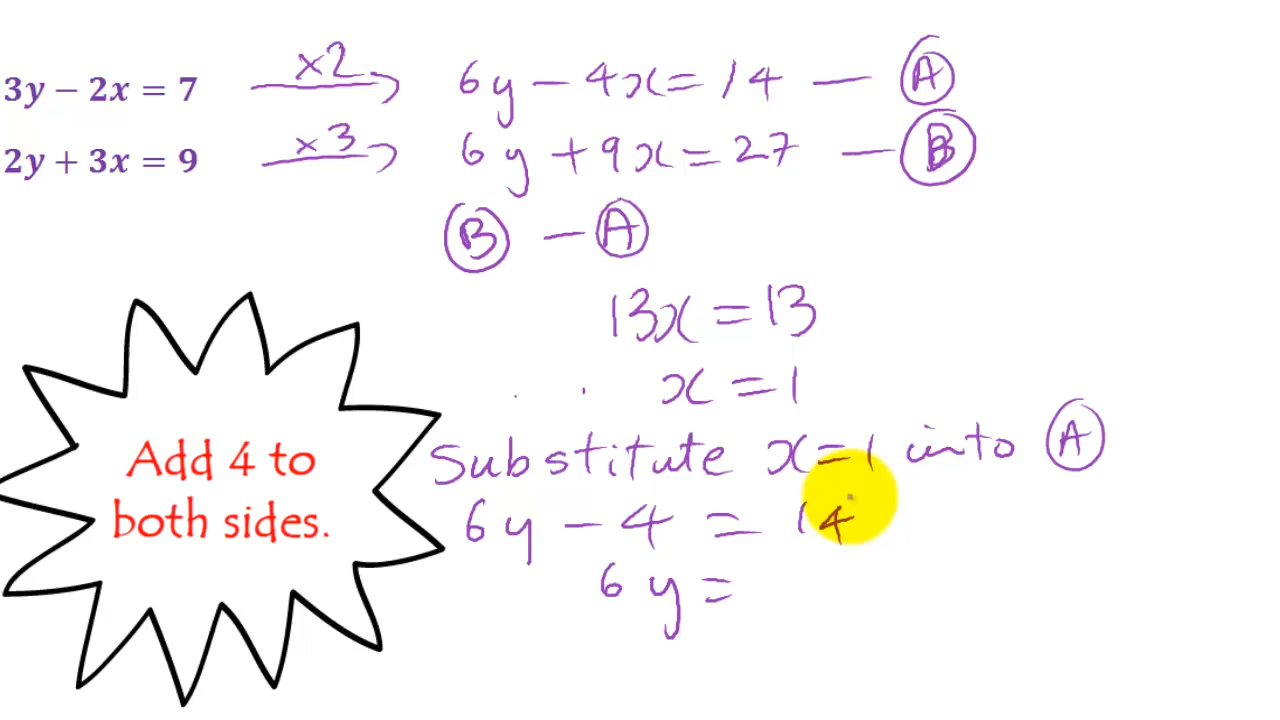 3y − 2x = 7 ×2 6y − 4x = 14 — A
2y + 3x = 9 ×3 6y + 9x = 27 — B
B − A
13x = 13
x = 1
Substitute x = 1 into A
6y − 4 = 14
6y =
Add 4 to
both sides.